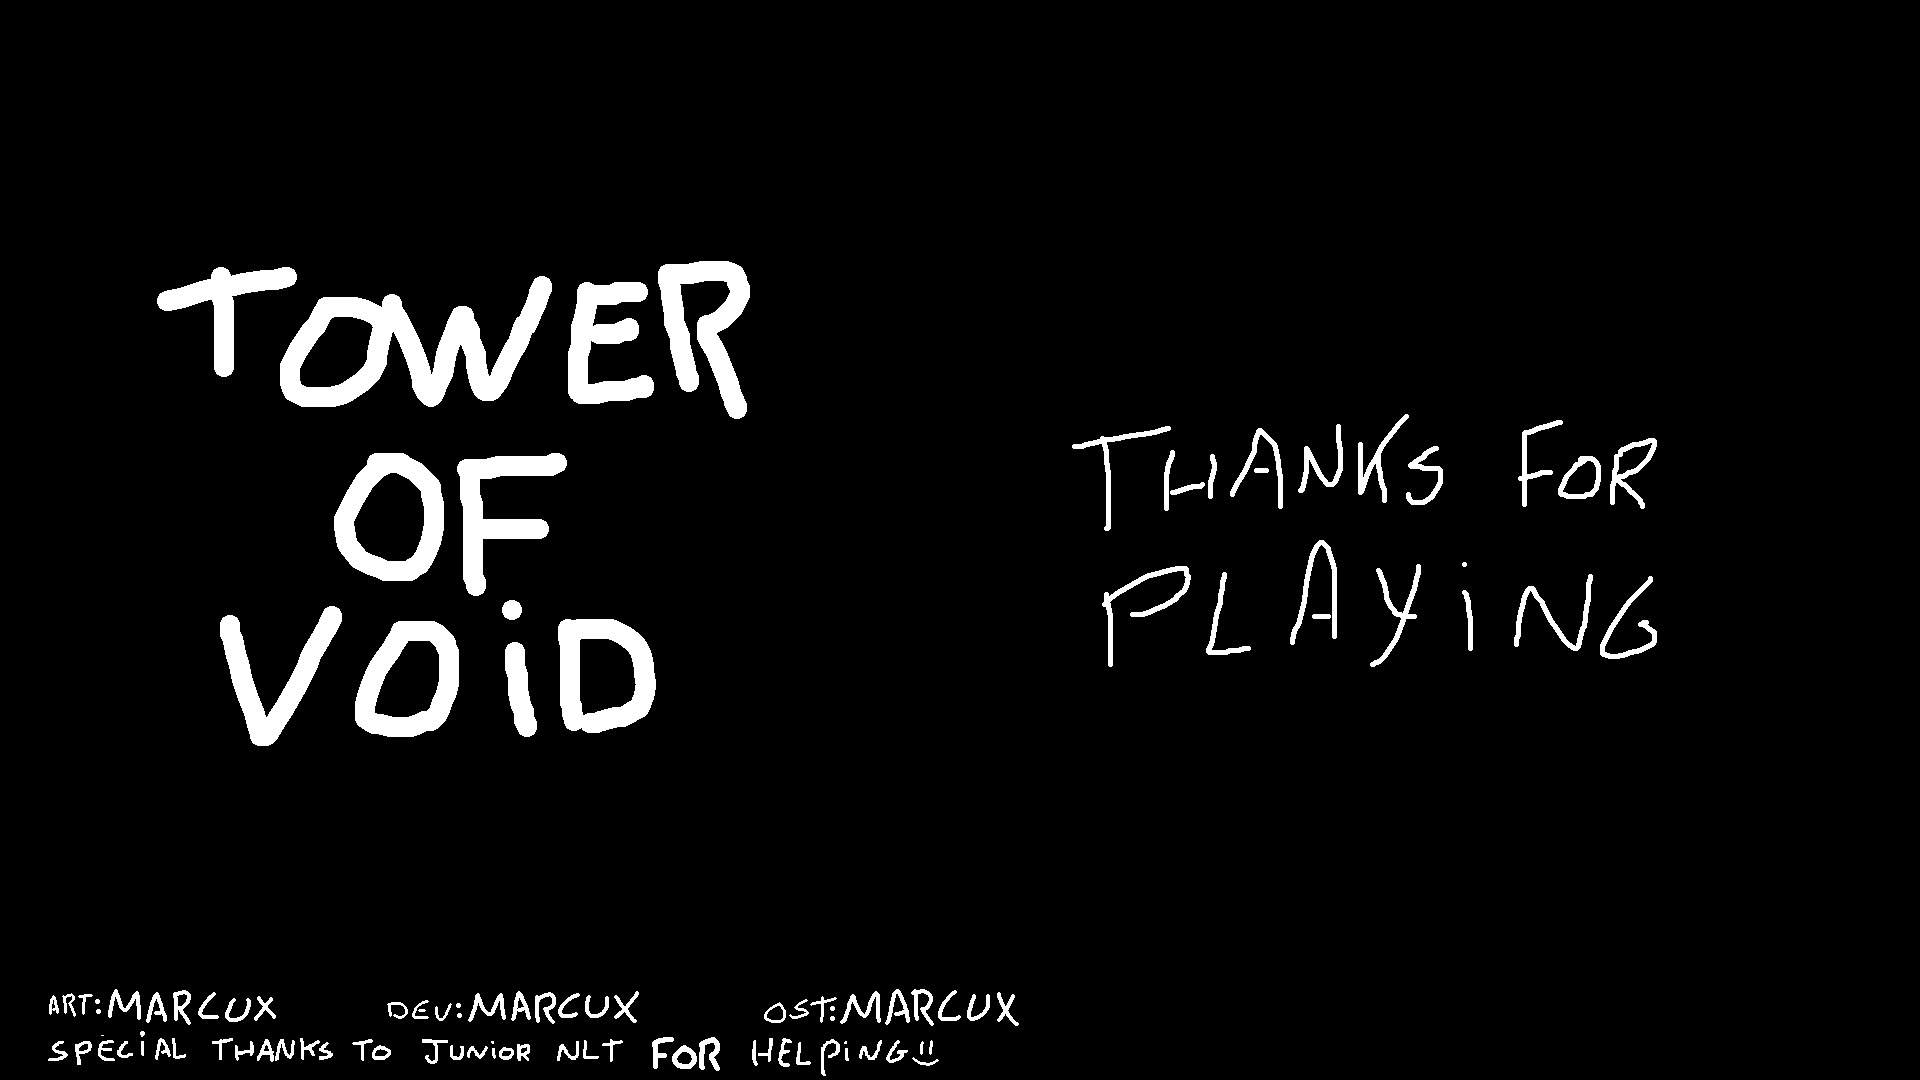 TOWER
OF
VOiD
THANKS FOR
PLAYiNG
ART:MARCUX DEV:MARCUX OST:MARCUX
SPECiAL THANKS TO JUNiOR NLT FOR HELPiNG!!